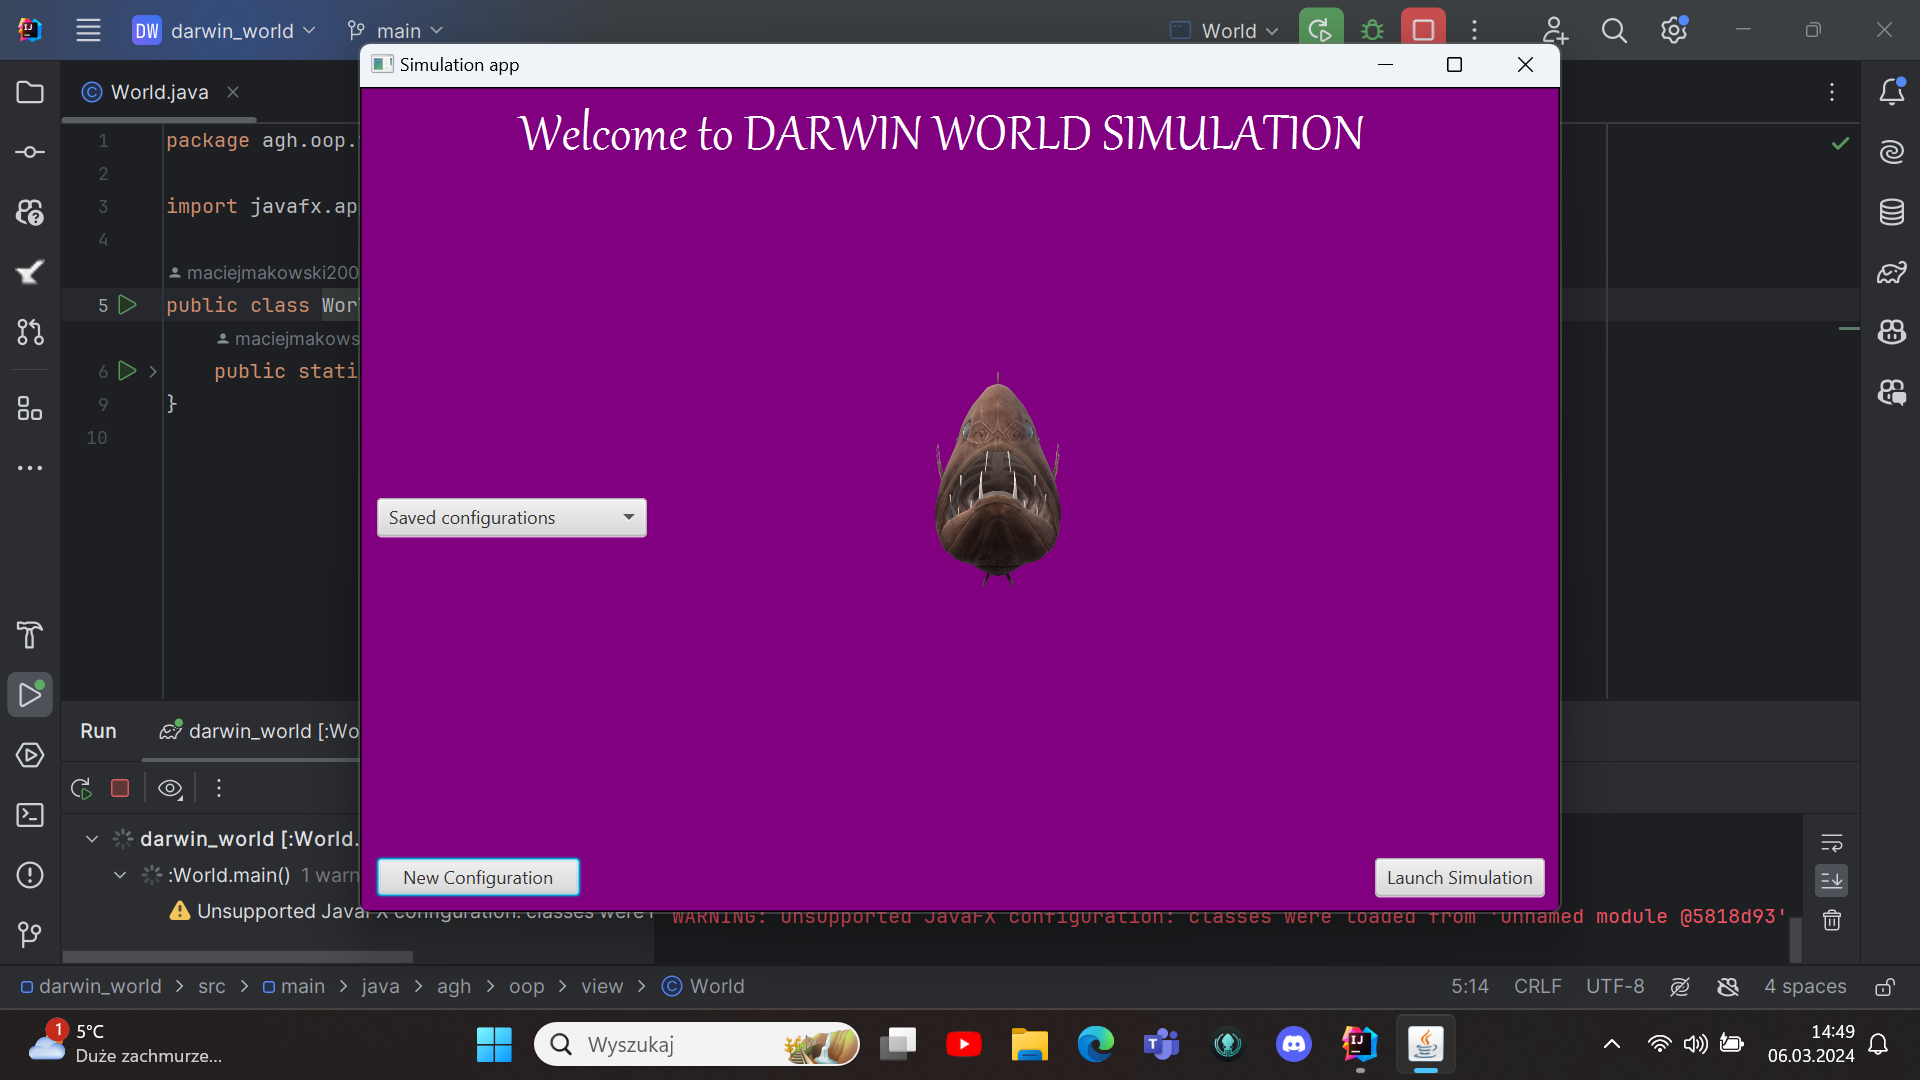 DW darwin_world main World
Simulation app
World.java
Welcome to DARWIN WORLD SIMULATION
1 package agh.oop.
2
3 import javafx.ap
4
maciejmakowski200
5 public class Wor
maciejmakows
6 public stati
9 }
10
Saved configurations
New Configuration
Launch Simulation
Run darwin_world [:Wo
darwin_world [:World.
:World.main() 1 warn
Unsupported JavaFX configuration: classes were l
WARNING: Unsupported JavaFX configuration: classes were loaded from 'unnamed module @5818d93'
darwin_world > src > main > java > agh > oop > view > World
5:14 CRLF UTF-8 4 spaces
1
5°C
Duże zachmurze...
Wyszukaj
14:49
06.03.2024